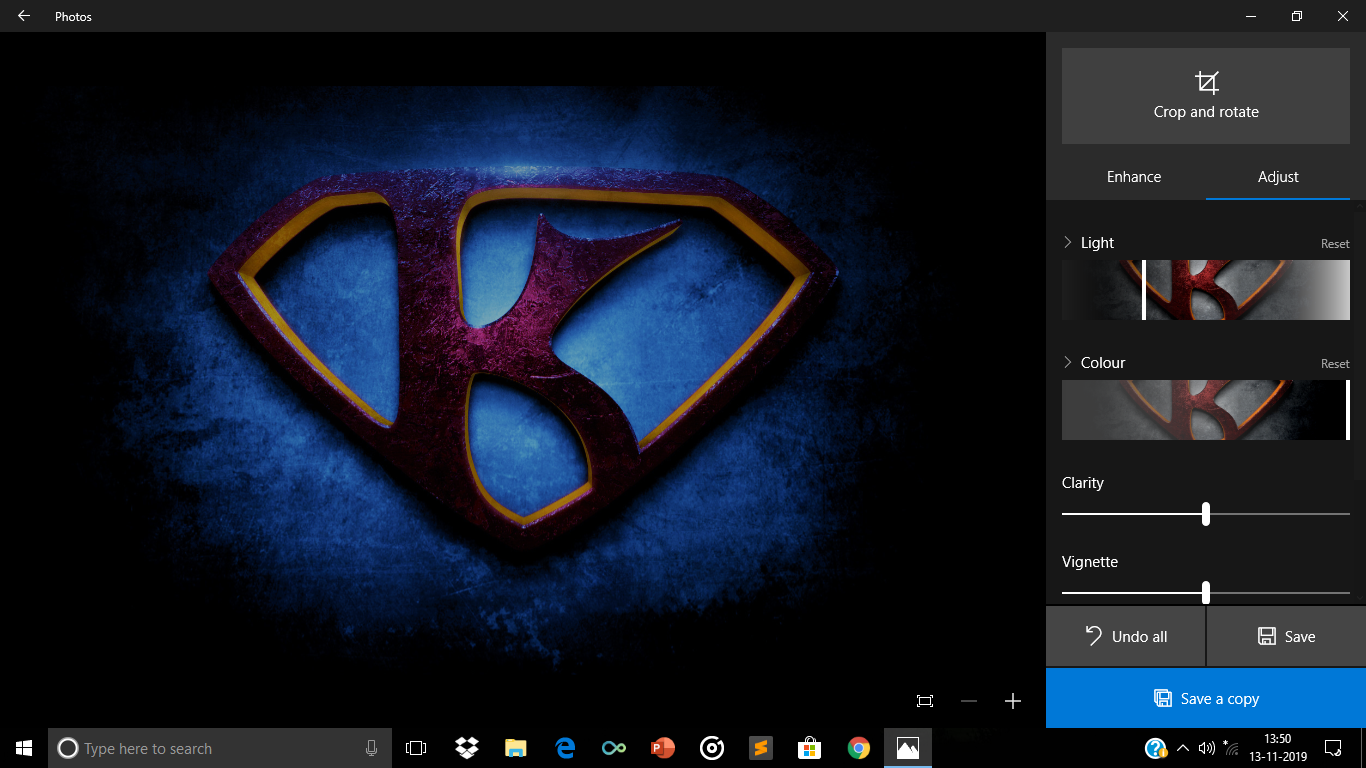 Photos
Crop and rotate
Enhance
Adjust
Light
Reset
Colour
Reset
Clarity
Vignette
Undo all
Save
Save a copy
Type here to search
13:50
13-11-2019